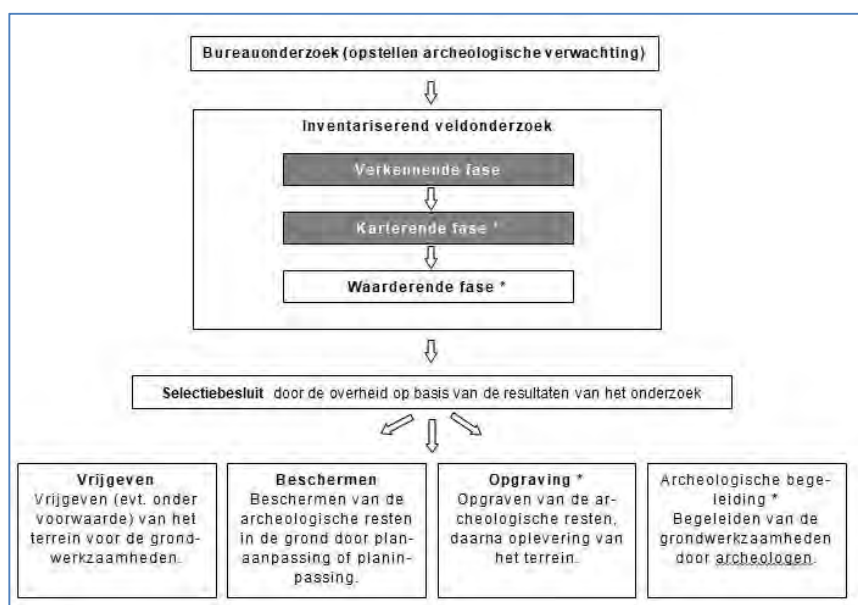 Bureauonderzoek (opstellen archeologische verwachting)
Inventariserend veldonderzoek
Verkennende fase
Karterende fase *
Waarderende fase *
Selectiebesluit door de overheid op basis van de resultaten van het onderzoek
Vrijgeven
Vrijgeven (evt. onder
voorwaarde) van het
terrein voor de grond-
werkzaamheden.
Beschermen
Beschermen van de
archeologische resten
in de grond door plan-
aanpassing of planin-
passing.
Opgraving *
Opgraven van de ar-
cheologische resten,
daarna oplevering van
het terrein.
Archeologische bege-
leiding *
Begeleiden van de
grondwerkzaamheden
door archeologen.